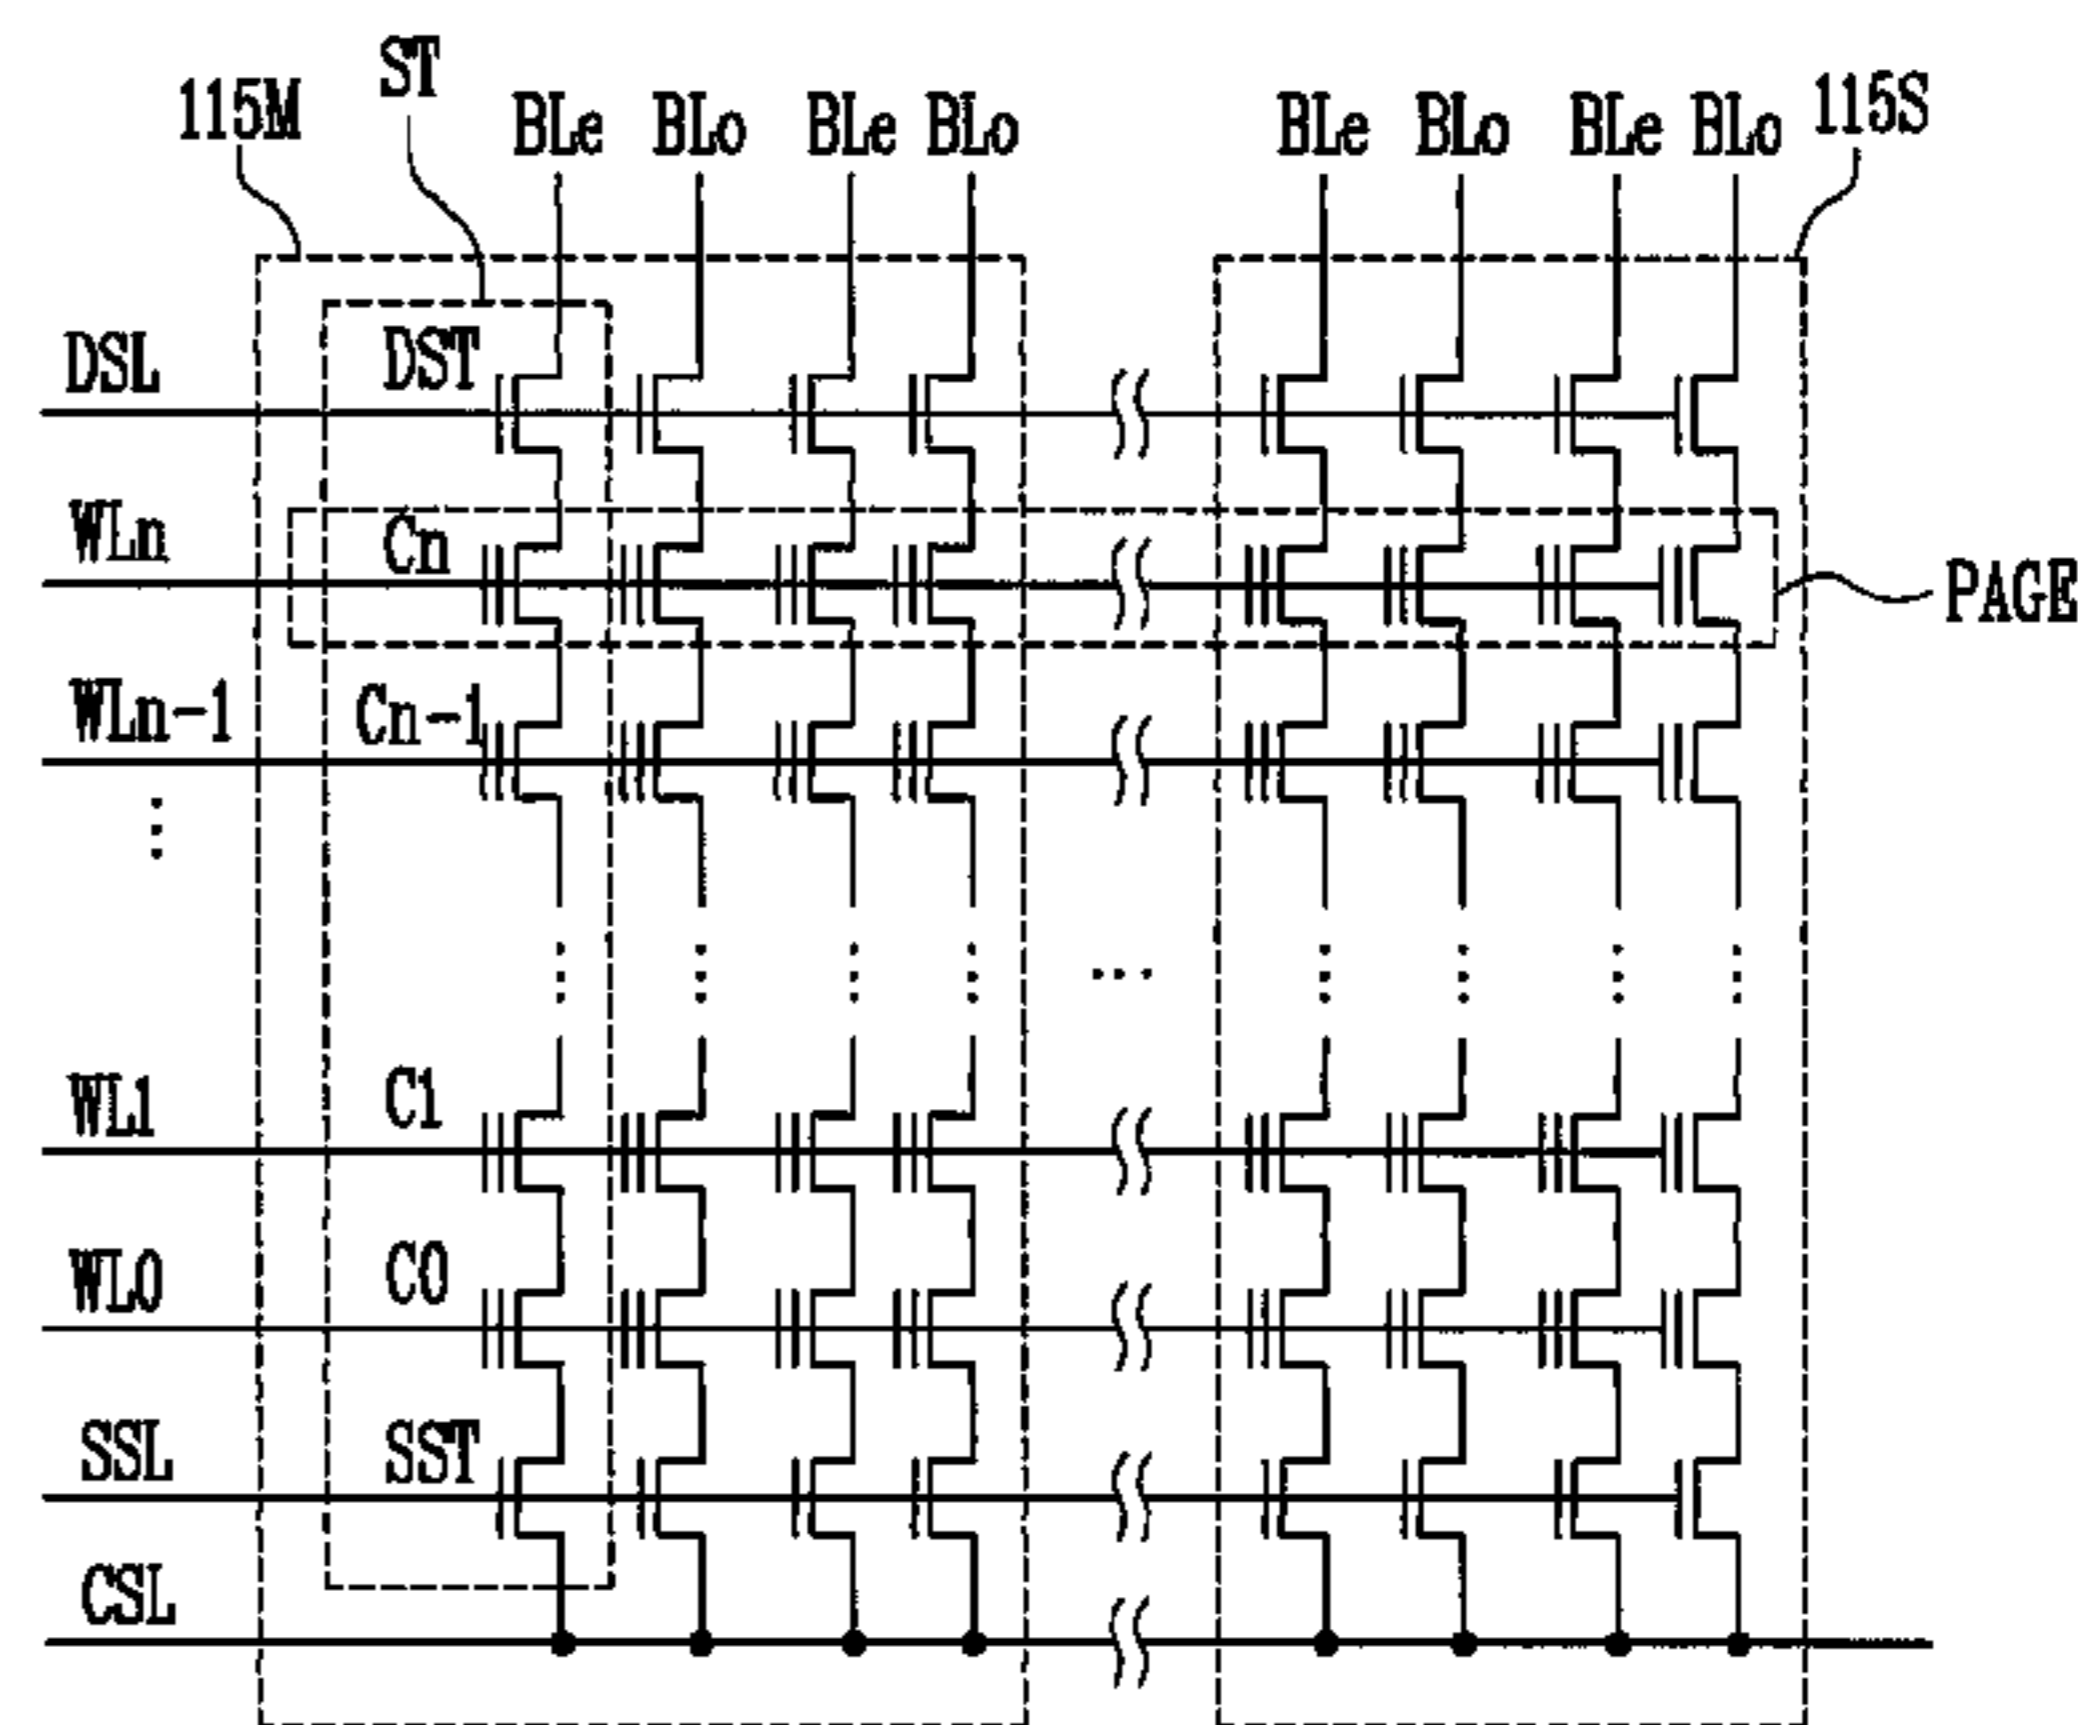 ST
115M BLe BLo BLe BLo BLe BLo BLe BLo 115S
DSL DST
WLn Cn
PAGE
WLn-1 Cn-1
WL1 C1
WL0 C0
SSL SST
CSL